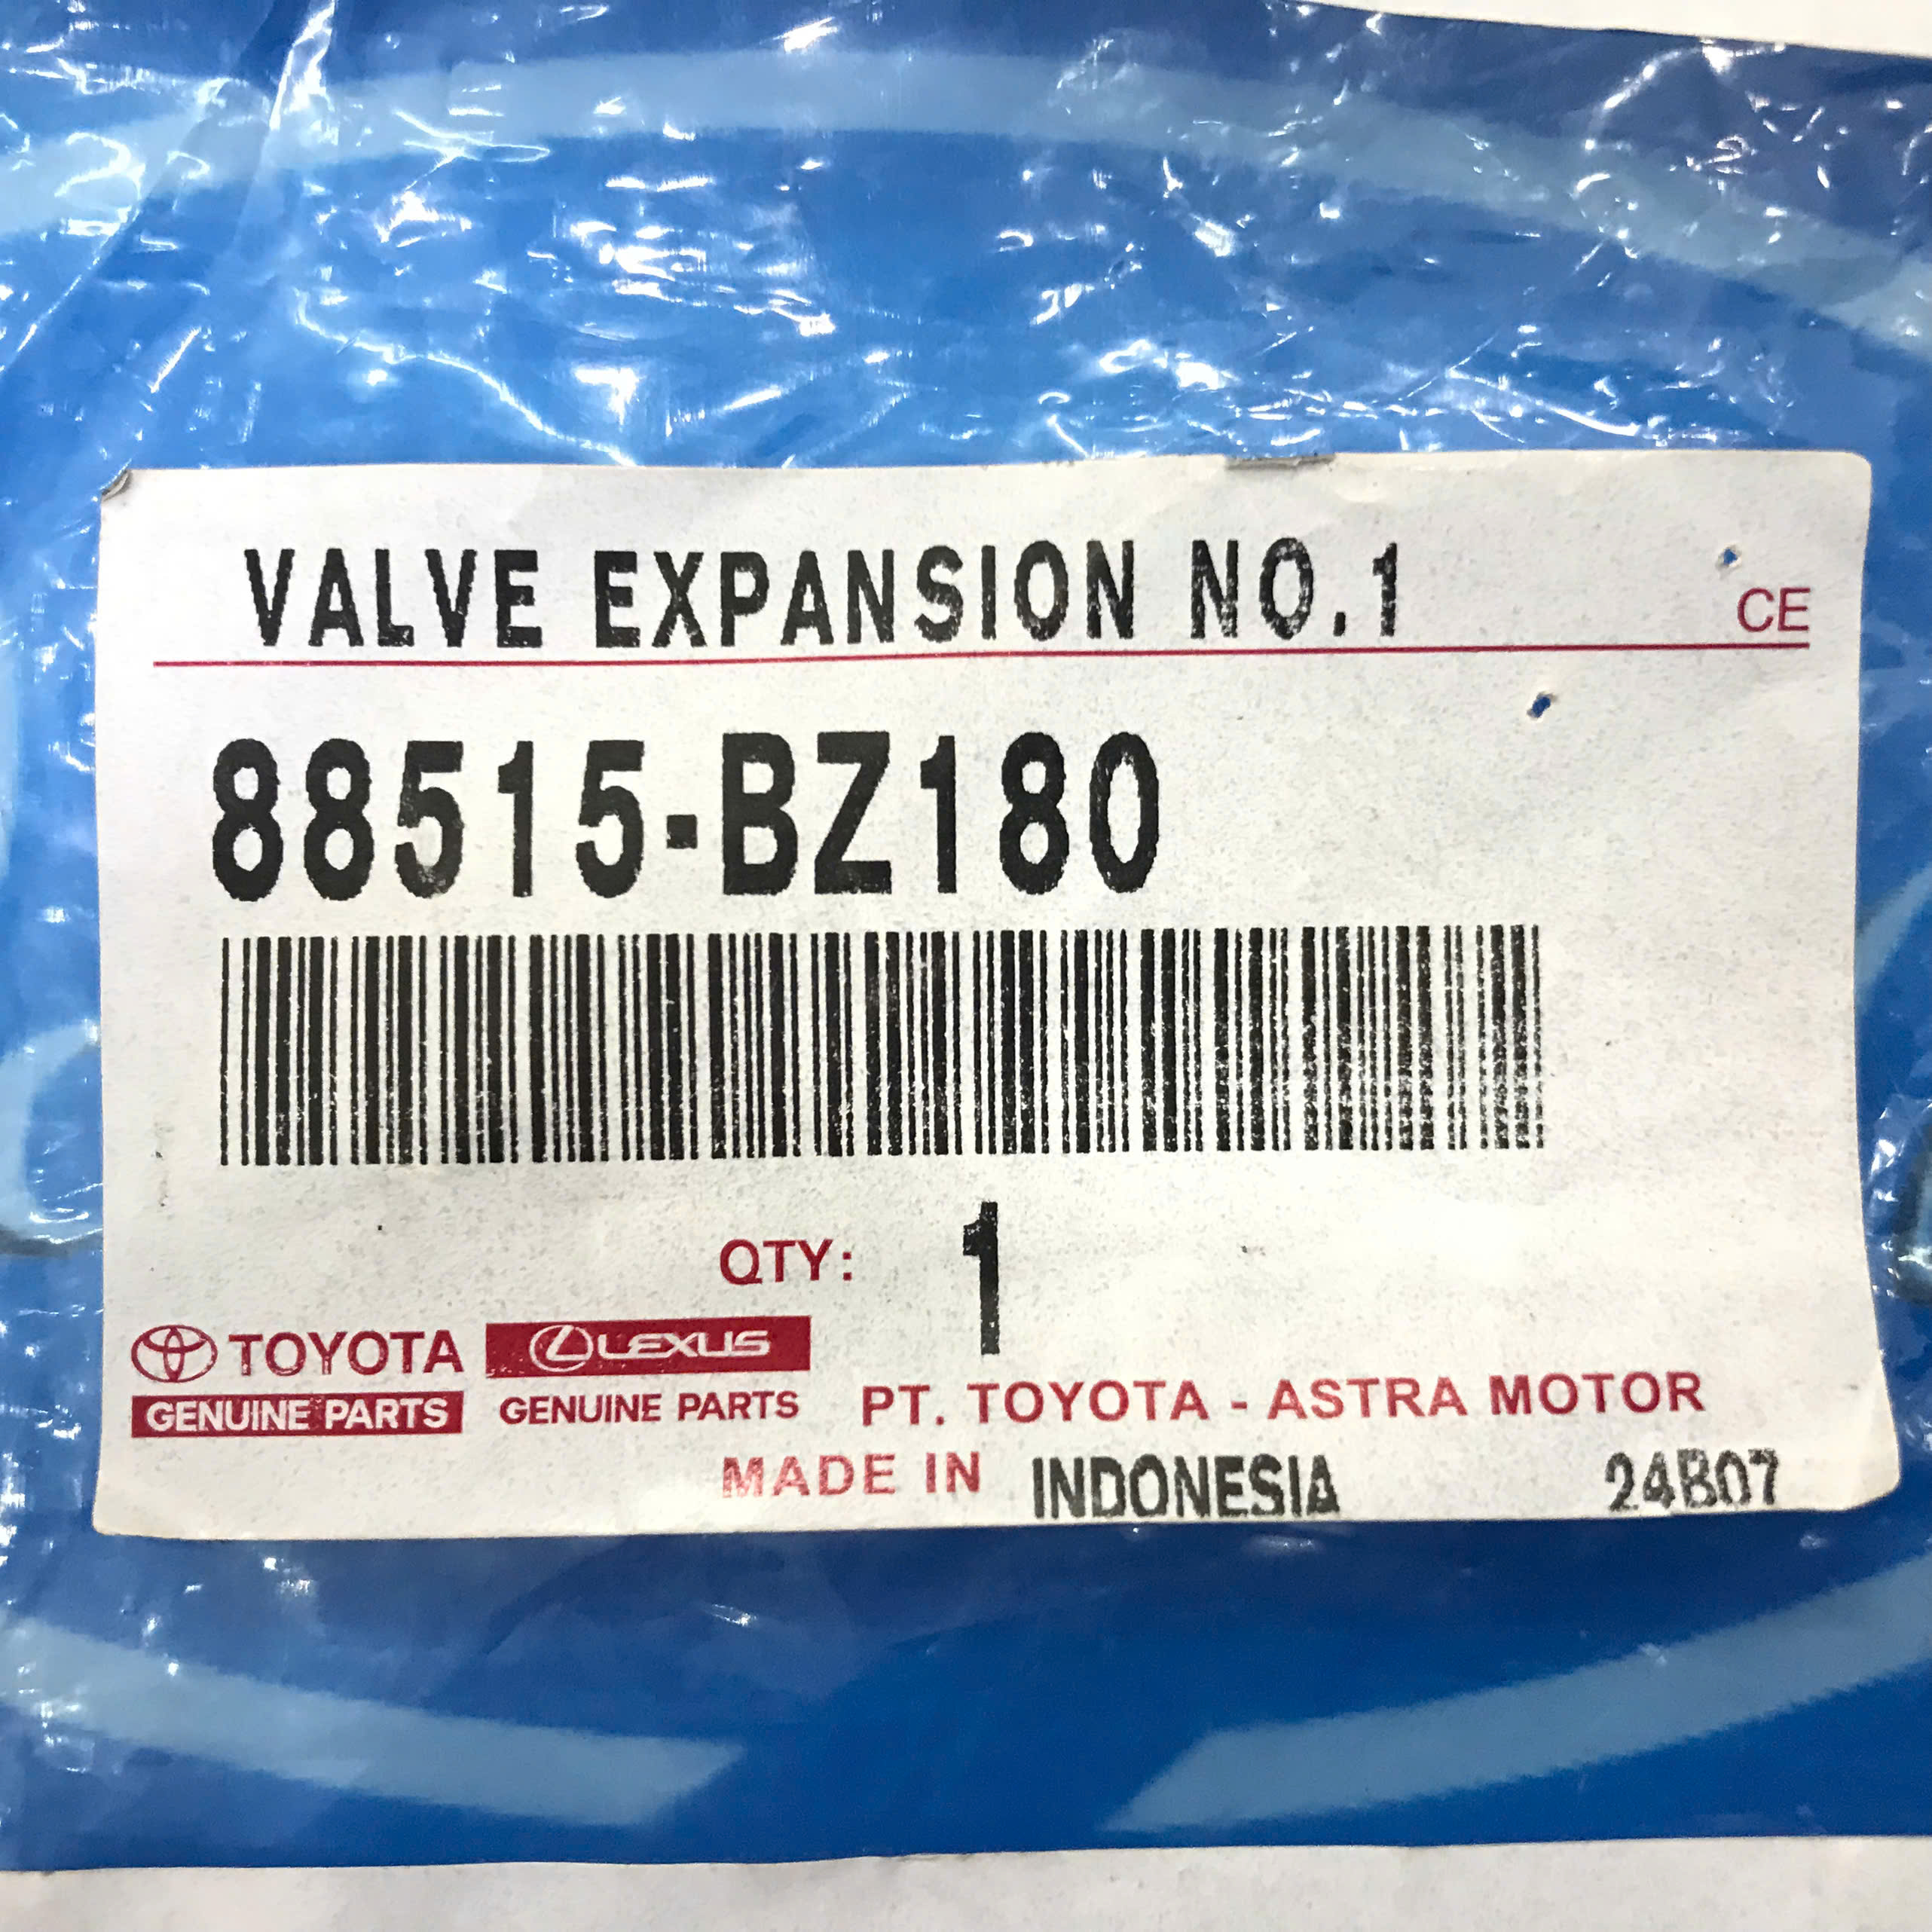 VALVE EXPANSION NO.1
CE
88515-BZ180
QTY: 1
TOYOTA LEXUS
GENUINE PARTS GENUINE PARTS PT. TOYOTA - ASTRA MOTOR
MADE IN INDONESIA 24B07